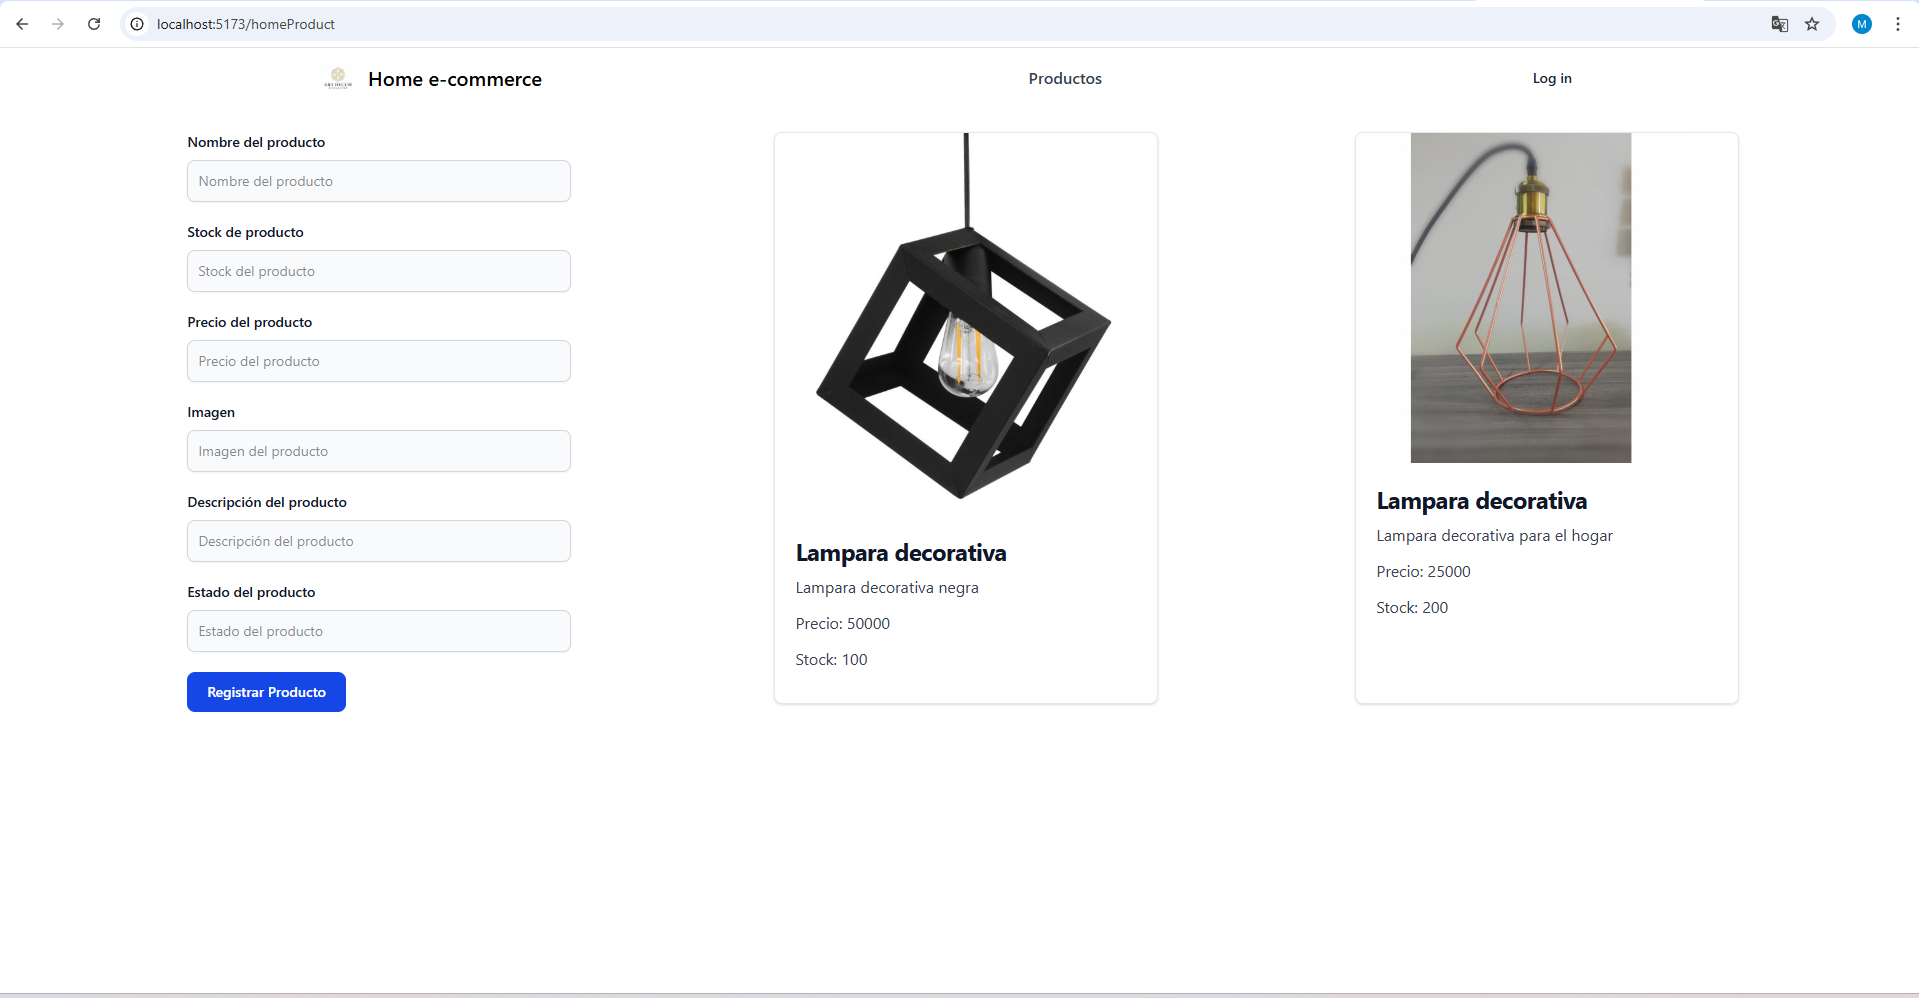 localhost:5173/homeProduct
M
ART DECOR
Home e-commerce
Productos
Log in
Nombre del producto
Nombre del producto
Stock de producto
Stock del producto
Precio del producto
Precio del producto
Imagen
Imagen del producto
Descripción del producto
Descripción del producto
Estado del producto
Estado del producto
Registrar Producto
Lampara decorativa
Lampara decorativa negra
Precio: 50000
Stock: 100
Lampara decorativa
Lampara decorativa para el hogar
Precio: 25000
Stock: 200